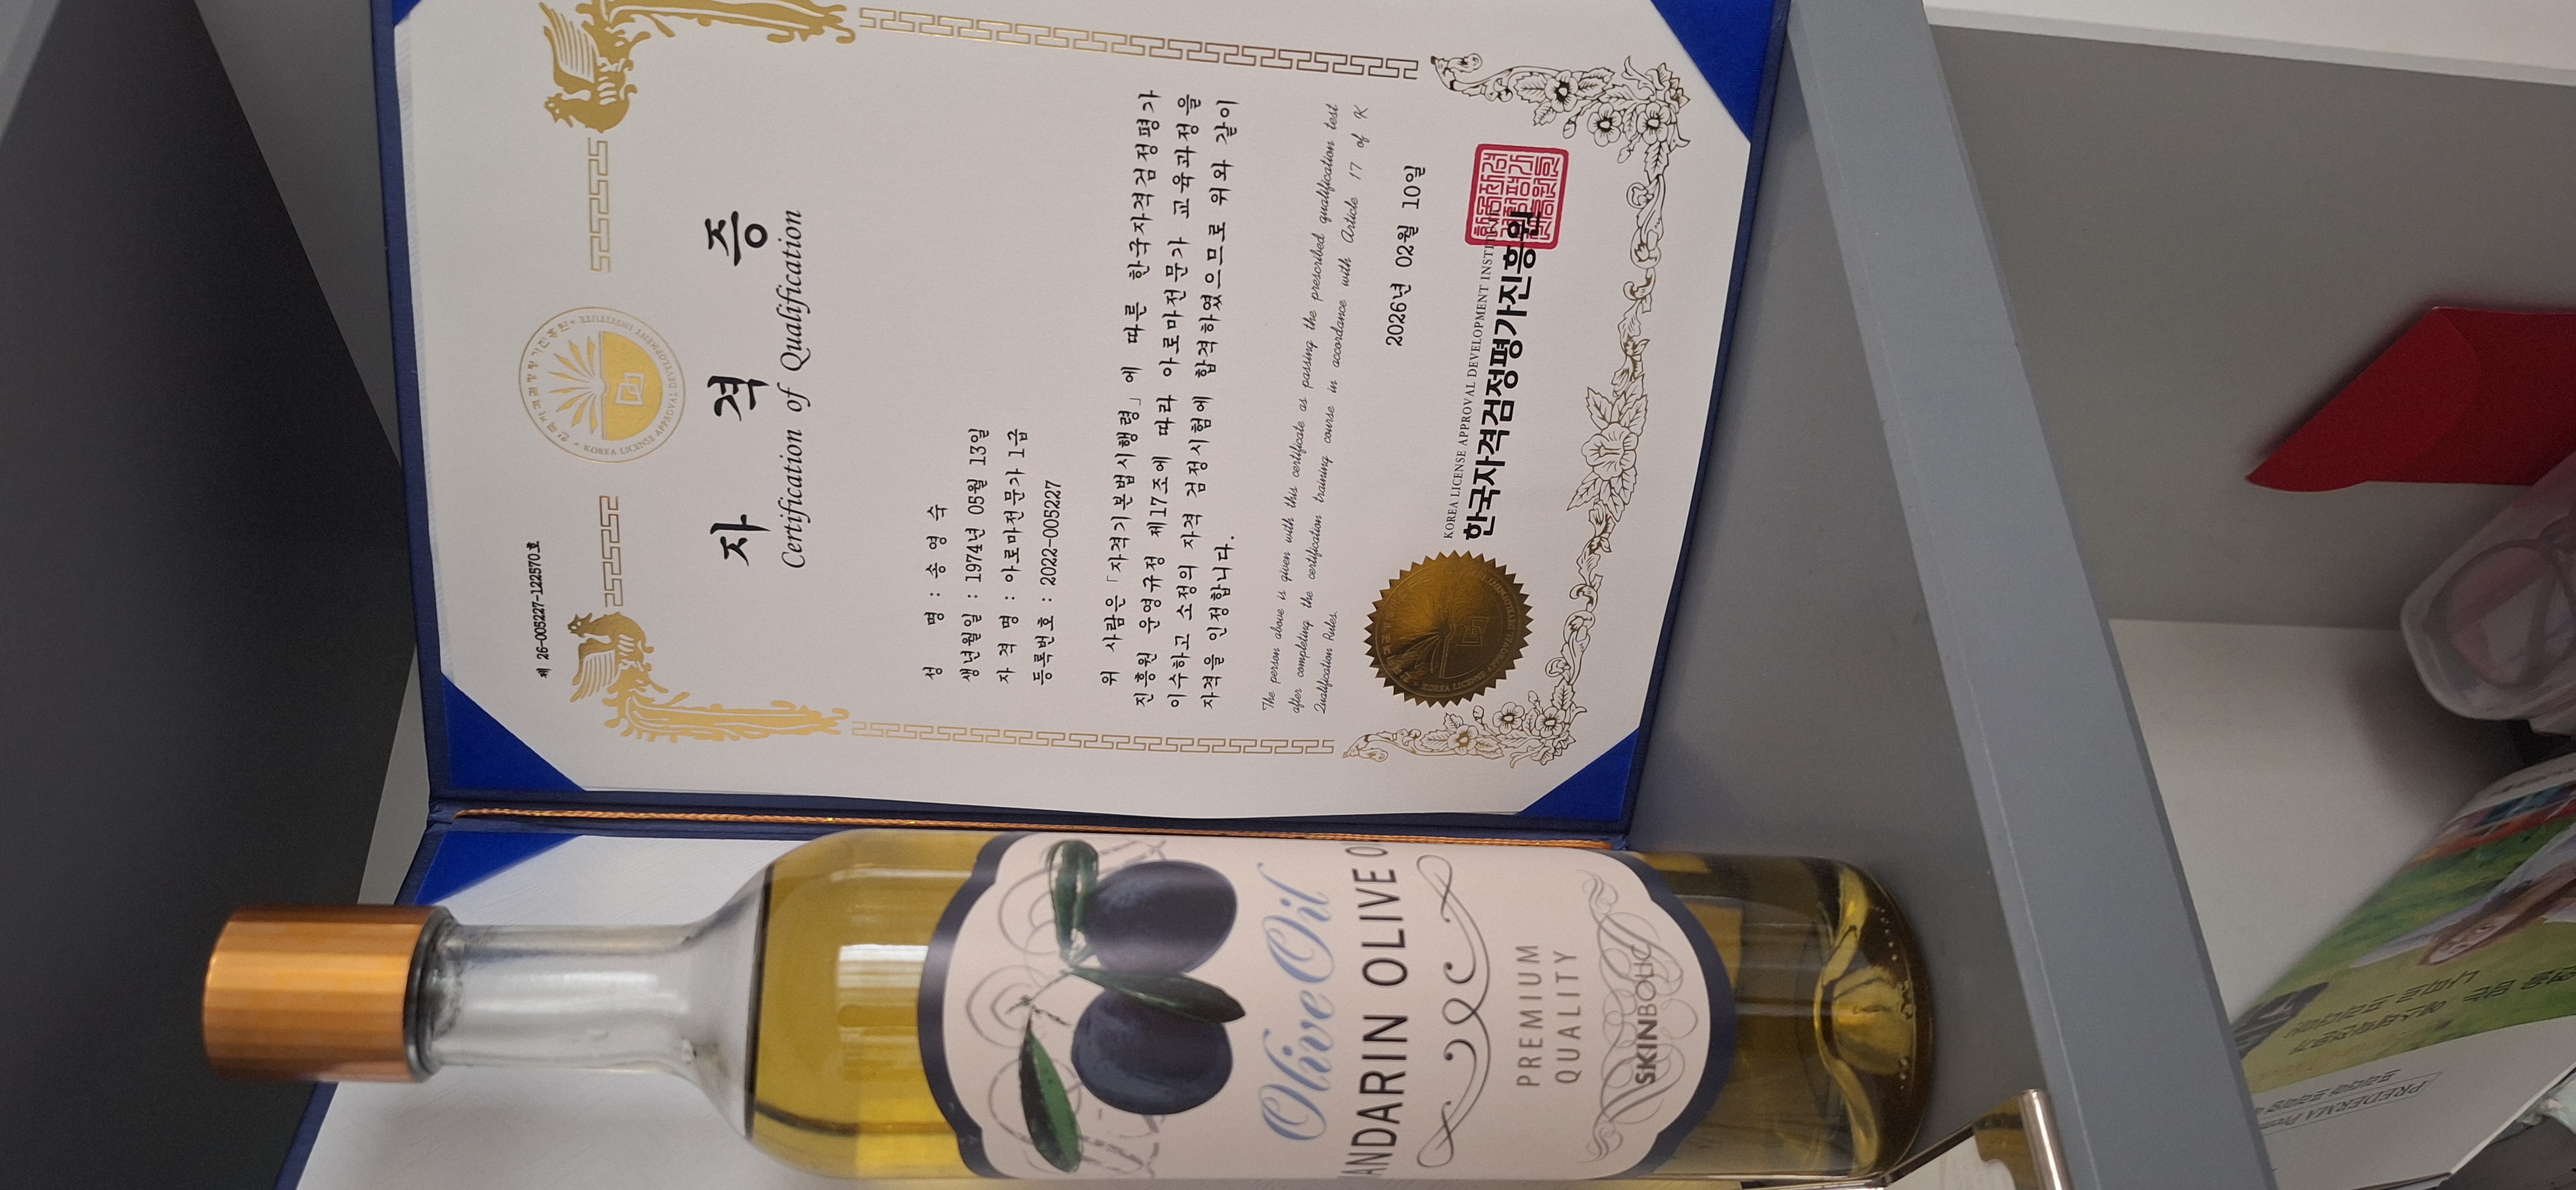 제 26-005227-122570호
자 격 증
Certification of Qualification
성 명 : 송 영 숙
생년월일 : 1974년 05월 13일
자 격 명 : 아로마전문가 1급
등록번호 : 2022-005227
위 사람은 「자격기본법시행령」에 따른 한국자격검정평가
진흥원 운영규정 제17조에 따라 아로마전문가 교육과정을
이수하고 소정의 자격 검정시험에 합격하였으므로 위와 같이
자격을 인정합니다.
The person above is given with this certificate as passing the prescribed qualification test
after completing the certification training course in accordance with Article 17 of K
Qualification Rules.
2026년 02월 10일
KOREA LICENSE APPROVAL DEVELOPMENT
한국자격검정평가진흥원
KOREA LICENSE APPROVAL DEVELOPMENT INSTITUTE
Olive Oil
ANDARIN OLIVE O
PREMIUM
QUALITY
SKINBOLIC
PREDERMA